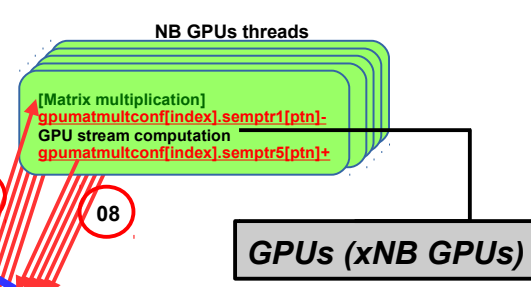 NB GPUs threads
[Matrix multiplication]
gpumatmultconf[index].semptr1[ptn]-
GPU stream computation
gpumatmultconf[index].semptr5[ptn]+
08
GPUs (xNB GPUs)